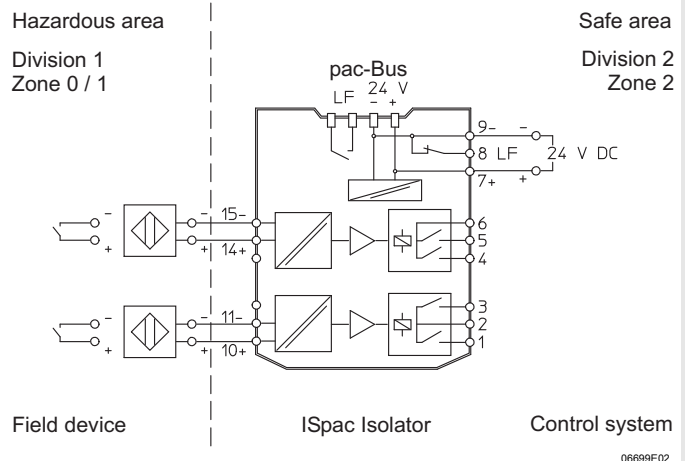 Hazardous area
Safe area
Division 1
Zone 0 / 1
Division 2
Zone 2
pac-Bus
LF 24 V
- +
9- -
8 LF 24 V DC
7+ +
- - 15-
+ + 14+
6
5
4
- - 11-
+ + 10+
3
2
1
Field device
ISpac Isolator
Control system
06699E02